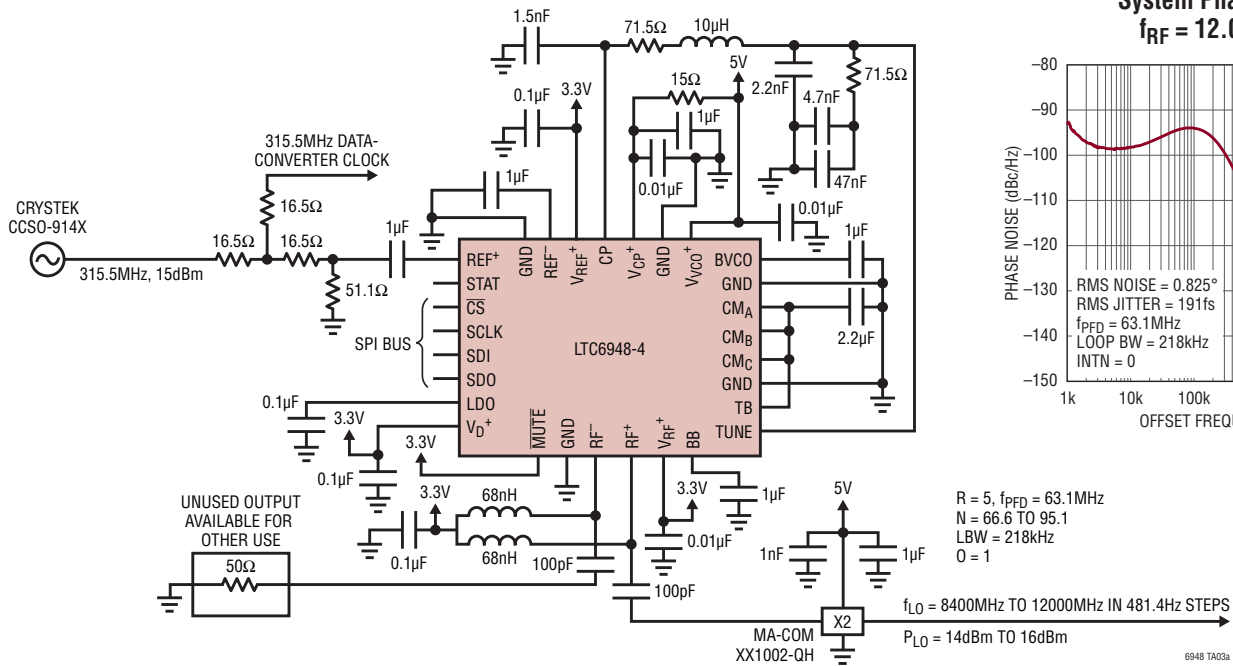 System Pha
fRF = 12.0
1.5nF
71.5Ω
10µH
5V
0.1µF
3.3V
15Ω
1µF
0.01µF
2.2nF
71.5Ω
4.7nF
47nF
0.01µF
1µF
315.5MHz DATA-
CONVERTER CLOCK
16.5Ω
CRYSTEK
CCSO-914X
16.5Ω
16.5Ω
315.5MHz, 15dBm
51.1Ω
1µF
1µF
REF+
STAT
CS
SCLK
SDI
SDO
LDO
VD+
SPI BUS
GND
REF–
VREF+
CP
VCP+
GND
VVCO+
BVCO
GND
CMA
CMB
CMC
GND
TB
TUNE
LTC6948-4
MUTE
GND
RF–
RF+
VRF+
BB
2.2µF
0.1µF
3.3V
0.1µF
3.3V
3.3V
68nH
68nH
0.1µF
100pF
100pF
3.3V
0.01µF
1µF
UNUSED OUTPUT
AVAILABLE FOR
OTHER USE
50Ω
5V
1nF
1µF
X2
MA-COM
XX1002-QH
R = 5, fPFD = 63.1MHz
N = 66.6 TO 95.1
LBW = 218kHz
O = 1
fLO = 8400MHz TO 12000MHz IN 481.4Hz STEPS
PLO = 14dBm TO 16dBm
6948 TA03a
PHASE NOISE (dBc/Hz)
–80
–90
–100
–110
–120
–130
–140
–150
RMS NOISE = 0.825°
RMS JITTER = 191fs
fPFD = 63.1MHz
LOOP BW = 218kHz
INTN = 0
1k
10k
100k
OFFSET FREQU